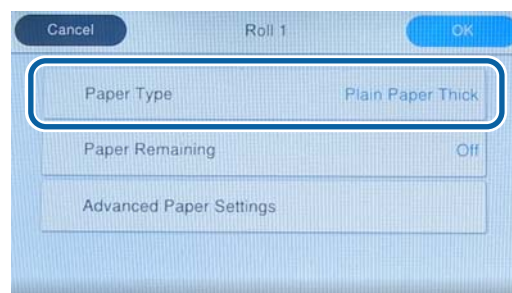 Cancel Roll 1 OK
Paper Type Plain Paper Thick
Paper Remaining Off
Advanced Paper Settings